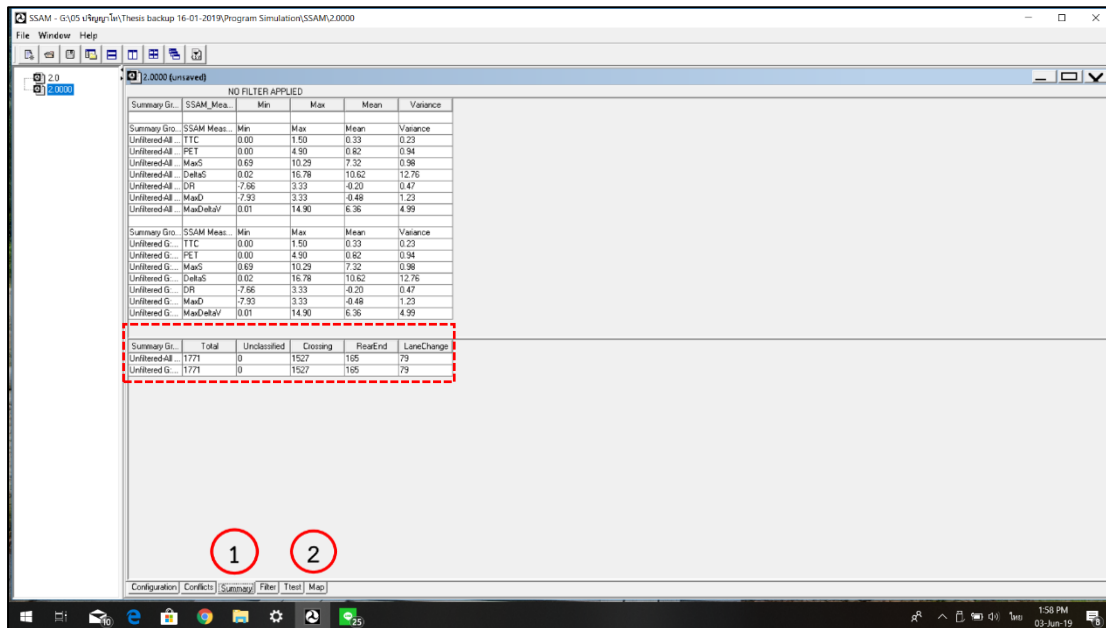 SSAM - G:\05 ปริญญาโท\Thesis backup 16-01-2019\Program Simulation\SSAM\2.0000
File Window Help
2.0
2.0000
2.0000 (unsaved)
NO FILTER APPLIED
Summary Gr... SSAM_Mea... Min Max Mean Variance
Summary Gro... SSAM Meas... Min Max Mean Variance
Unfiltered-All ... TTC 0.00 1.50 0.33 0.23
Unfiltered-All ... PET 0.00 4.90 0.82 0.94
Unfiltered-All ... MaxS 0.69 10.29 7.32 0.98
Unfiltered-All ... DeltaS 0.02 16.78 10.62 12.76
Unfiltered-All ... DR -7.66 3.33 -0.20 0.47
Unfiltered-All ... MaxD -7.93 3.33 -0.48 1.23
Unfiltered-All ... MaxDeltaV 0.01 14.90 6.36 4.99
Summary Gro... SSAM Meas... Min Max Mean Variance
Unfiltered G:... TTC 0.00 1.50 0.33 0.23
Unfiltered G:... PET 0.00 4.90 0.82 0.94
Unfiltered G:... MaxS 0.69 10.29 7.32 0.98
Unfiltered G:... DeltaS 0.02 16.78 10.62 12.76
Unfiltered G:... DR -7.66 3.33 -0.20 0.47
Unfiltered G:... MaxD -7.93 3.33 -0.48 1.23
Unfiltered G:... MaxDeltaV 0.01 14.90 6.36 4.99
Summary Gr... Total Unclassified Crossing RearEnd LaneChange
Unfiltered-All ... 1771 0 1527 165 79
Unfiltered G:... 1771 0 1527 165 79
1 2
Configuration Conflicts Summary Filter Ttest Map
10 25 ไทย 1:58 PM
03-Jun-19 8